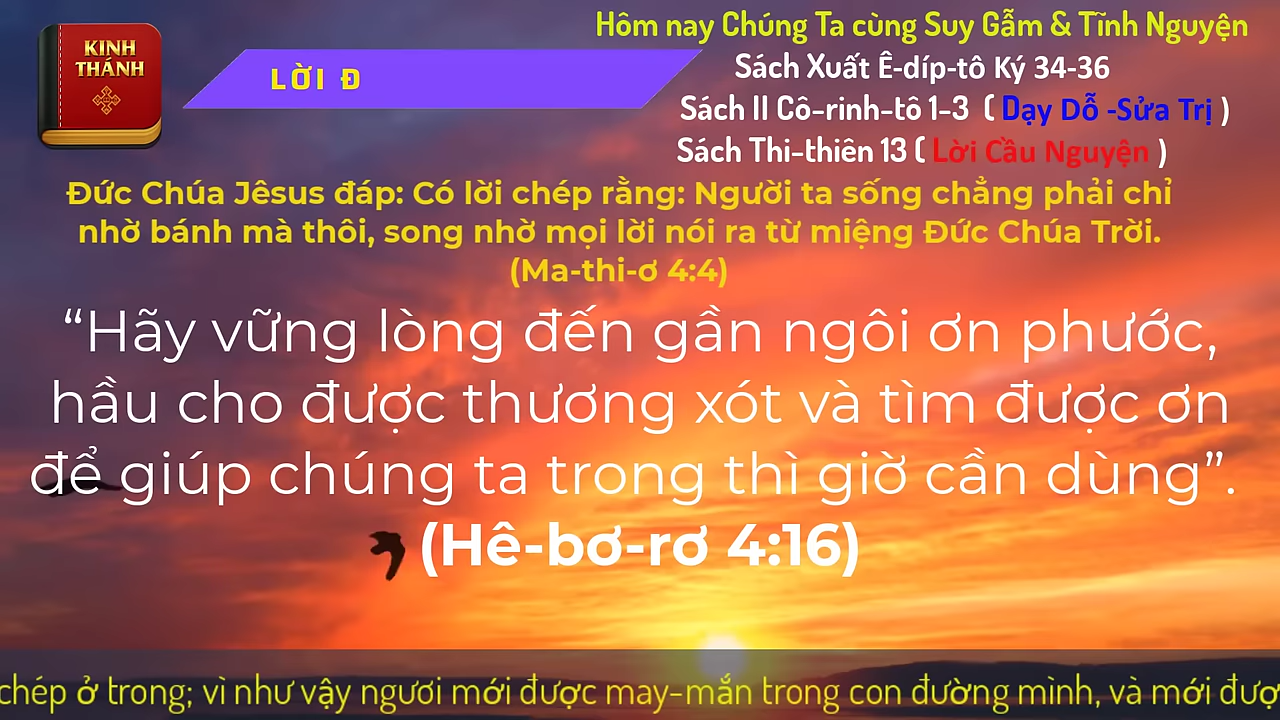 KINH
THÁNH
LỜI Đ
Hôm nay Chúng Ta cùng Suy Gẫm & Tĩnh Nguyện
Sách Xuất Ê-díp-tô Ký 34-36
Sách II Cô-rinh-tô 1-3 ( Dạy Dỗ -Sửa Trị )
Sách Thi-thiên 13 ( Lời Cầu Nguyện )
Đức Chúa Jêsus đáp: Có lời chép rằng: Người ta sống chẳng phải chỉ
nhờ bánh mà thôi, song nhờ mọi lời nói ra từ miệng Đức Chúa Trời.
(Ma-thi-ơ 4:4)
“Hãy vững lòng đến gần ngôi ơn phước,
hầu cho được thương xót và tìm được ơn
để giúp chúng ta trong thì giờ cần dùng”.
(Hê-bơ-rơ 4:16)
chép ở trong; vì như vậy ngươi mới được may-mắn trong con đường mình, và mới đượ